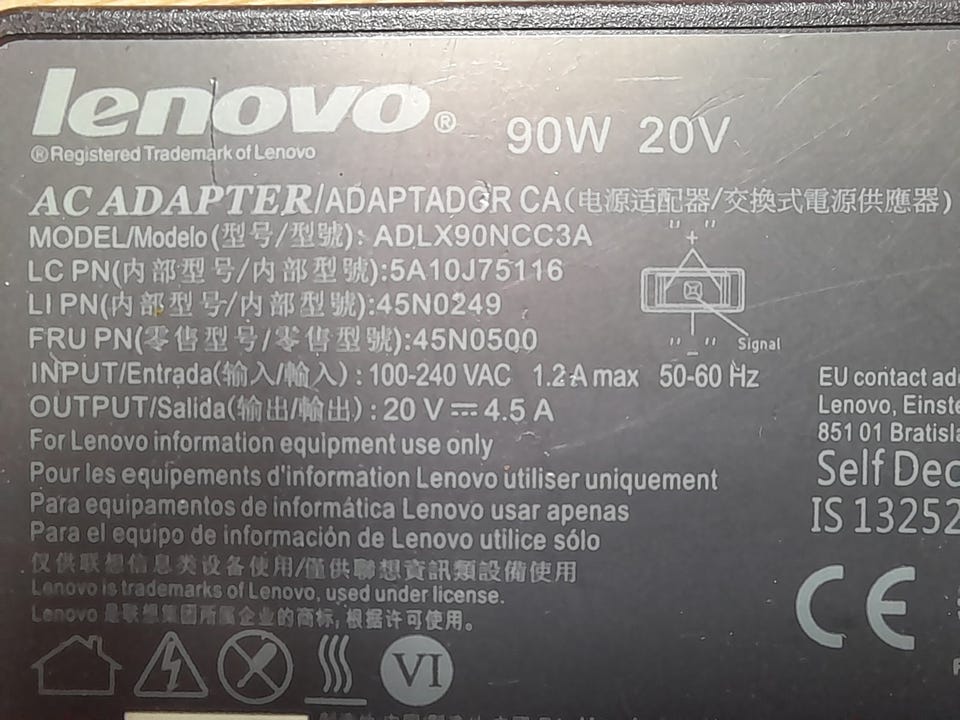 lenovo®
90W 20V
®Registered Trademark of Lenovo
AC ADAPTER/ADAPTADGR CA(电源适配器/交换式電源供應器)
MODEL/Modelo(型号/型號): ADLX90NCC3A
LC PN(内部型号/内部型號):5A10J75116
LI PN(内部型号/内部型號):45N0249
FRU PN(零售型号/零售型號):45N0500
"+"
"−" Signal
INPUT/Entrada(输入/輸入): 100-240 VAC 1.2 A max 50-60 Hz
OUTPUT/Salida(输出/輸出): 20 V ⎓ 4.5 A
For Lenovo information equipment use only
Pour les equipements d'information Lenovo utiliser uniquement
Para equipamentos de informática Lenovo usar apenas
Para el equipo de información de Lenovo utilice sólo
仅供联想信息类设备使用/僅供聯想資訊類設備使用
Lenovo is trademarks of Lenovo, used under license.
Lenovo 是联想集团所属企业的商标,根据许可使用。
VI
EU contact
Lenovo,
851 01
Self
IS 13252
CE